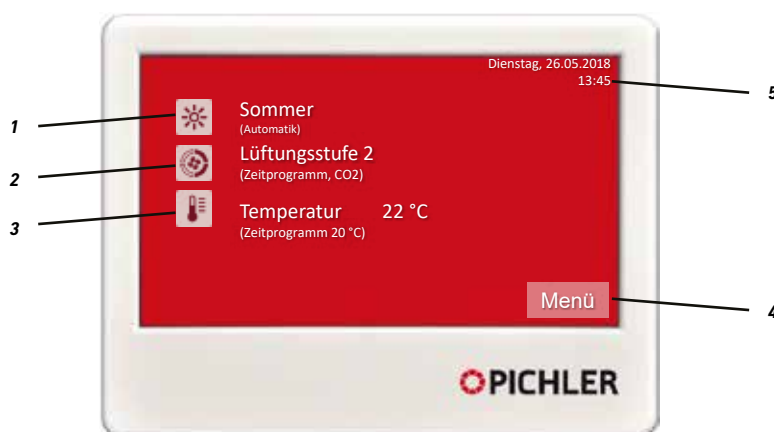 Dienstag, 26.05.2018
13:45
5
1
Sommer
(Automatik)
2
Lüftungsstufe 2
(Zeitprogramm, CO2)
3
Temperatur 22 °C
(Zeitprogramm 20 °C)
Menü
4
PICHLER